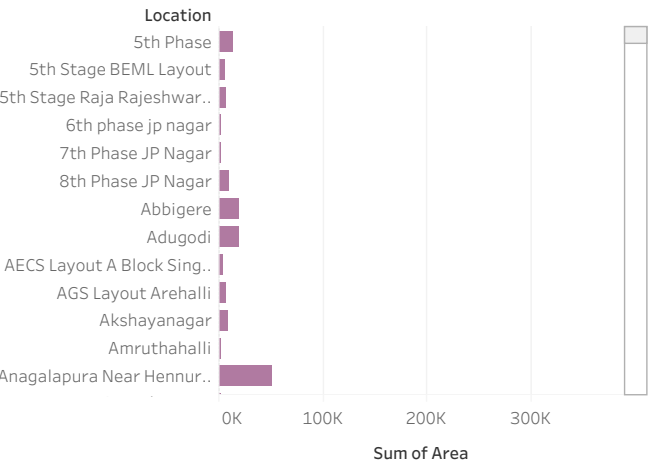 Location
5th Phase
5th Stage BEML Layout
5th Stage Raja Rajeshwar..
6th phase jp nagar
7th Phase JP Nagar
8th Phase JP Nagar
Abbigere
Adugodi
AECS Layout A Block Sing..
AGS Layout Arehalli
Akshayanagar
Amruthahalli
Anagalapura Near Hennur..
0K 100K 200K 300K
Sum of Area